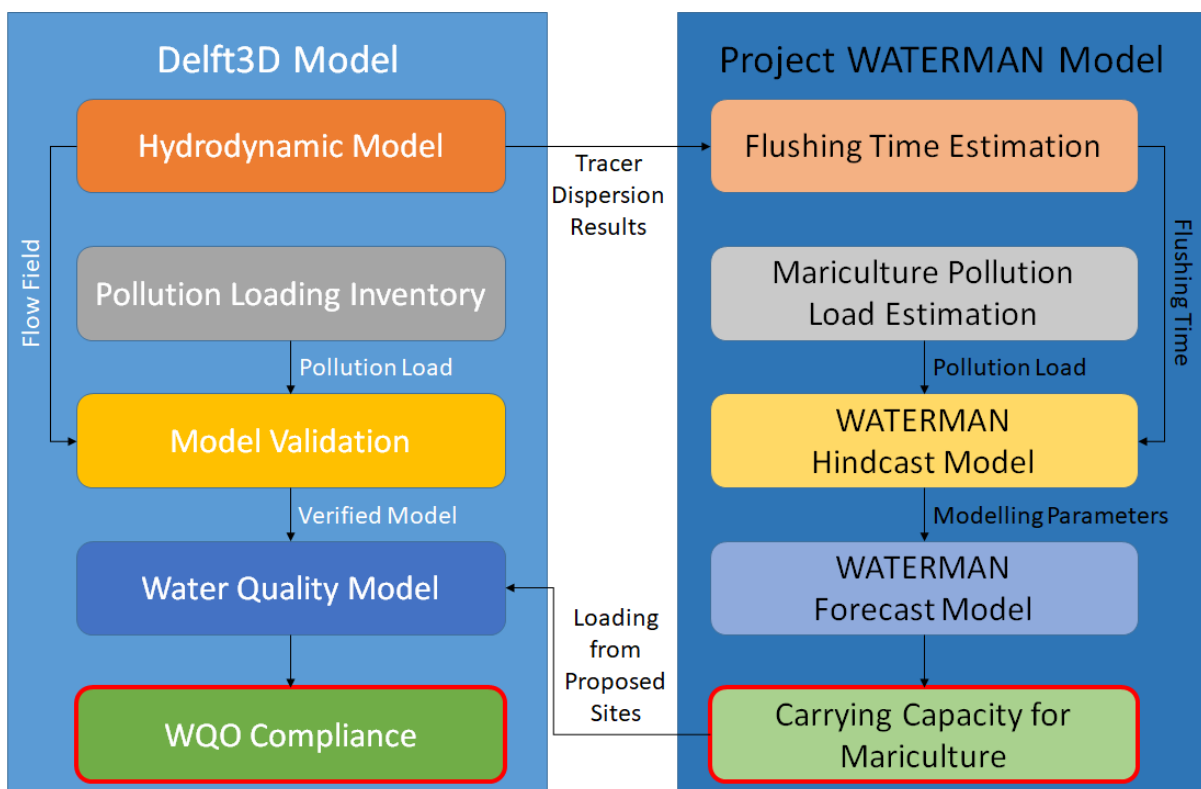 Delft3D Model
Hydrodynamic Model
Flow Field
Pollution Loading Inventory
Pollution Load
Model Validation
Verified Model
Water Quality Model
WQO Compliance
Tracer
Dispersion
Results
Loading
from
Proposed
Sites
Project WATERMAN Model
Flushing Time Estimation
Flushing Time
Mariculture Pollution
Load Estimation
Pollution Load
WATERMAN
Hindcast Model
Modelling Parameters
WATERMAN
Forecast Model
Carrying Capacity for
Mariculture